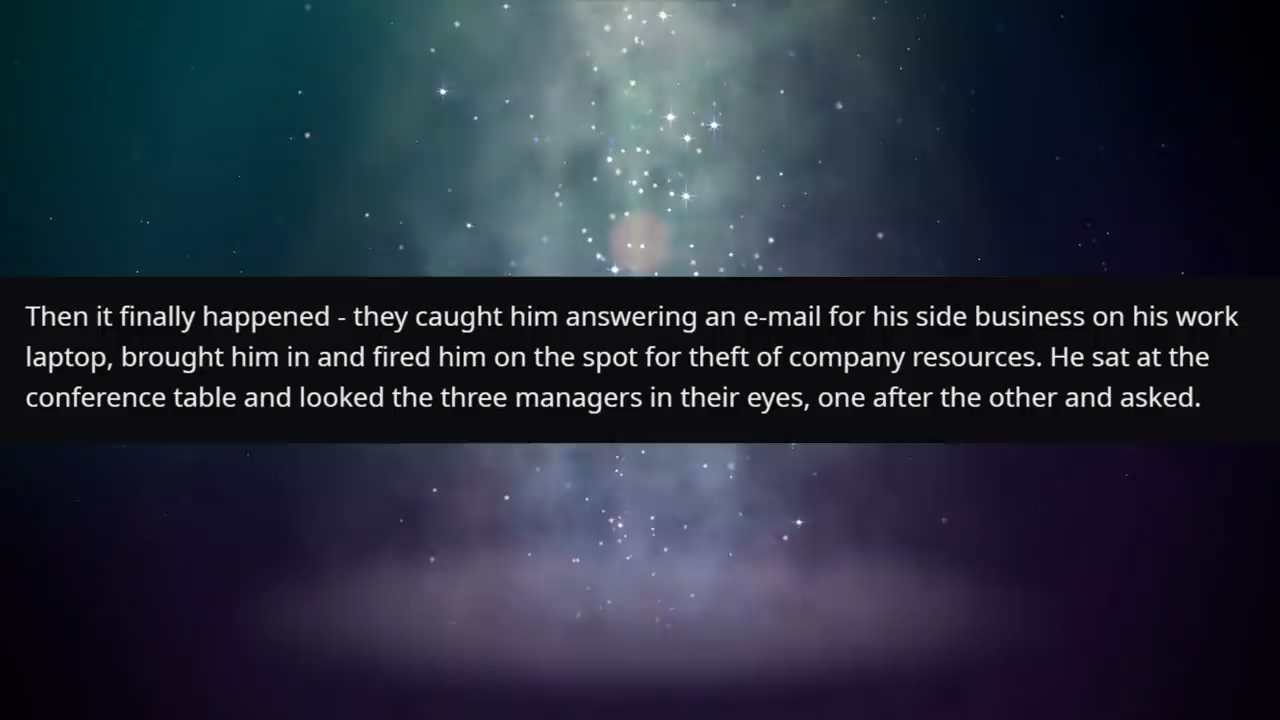 Then it finally happened - they caught him answering an e-mail for his side business on his work
laptop, brought him in and fired him on the spot for theft of company resources. He sat at the
conference table and looked the three managers in their eyes, one after the other and asked.